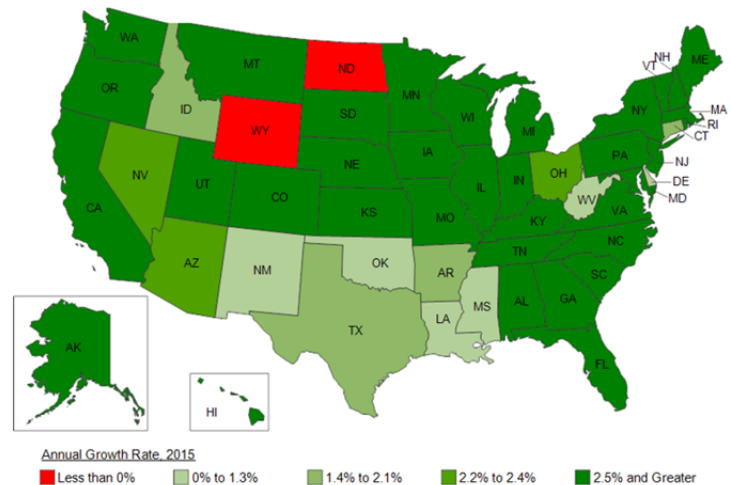 WA
MT
ND
OR
ID
WY
SD
MN
WI
MI
NV
CA
UT
CO
NE
KS
IA
MO
IL
IN
OH
KY
WV
VA
PA
NY
VT
NH
ME
MA
RI
CT
NJ
DE
MD
NC
TN
SC
AZ
NM
OK
AR
TX
LA
MS
AL
GA
FL
AK
HI
Annual Growth Rate, 2015
Less than 0%
0% to 1.3%
1.4% to 2.1%
2.2% to 2.4%
2.5% and Greater